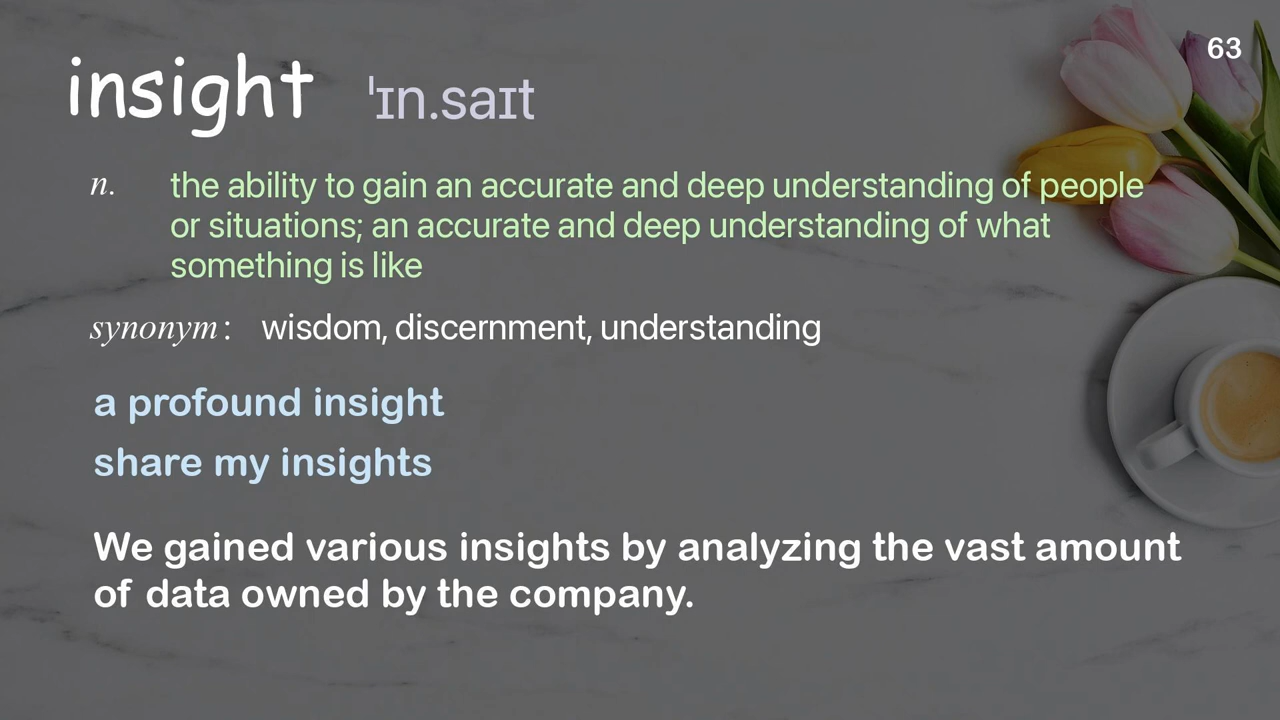 63
insight ˈɪn.saɪt
n. the ability to gain an accurate and deep understanding of people
or situations; an accurate and deep understanding of what
something is like
synonym: wisdom, discernment, understanding
a profound insight
share my insights
We gained various insights by analyzing the vast amount
of data owned by the company.